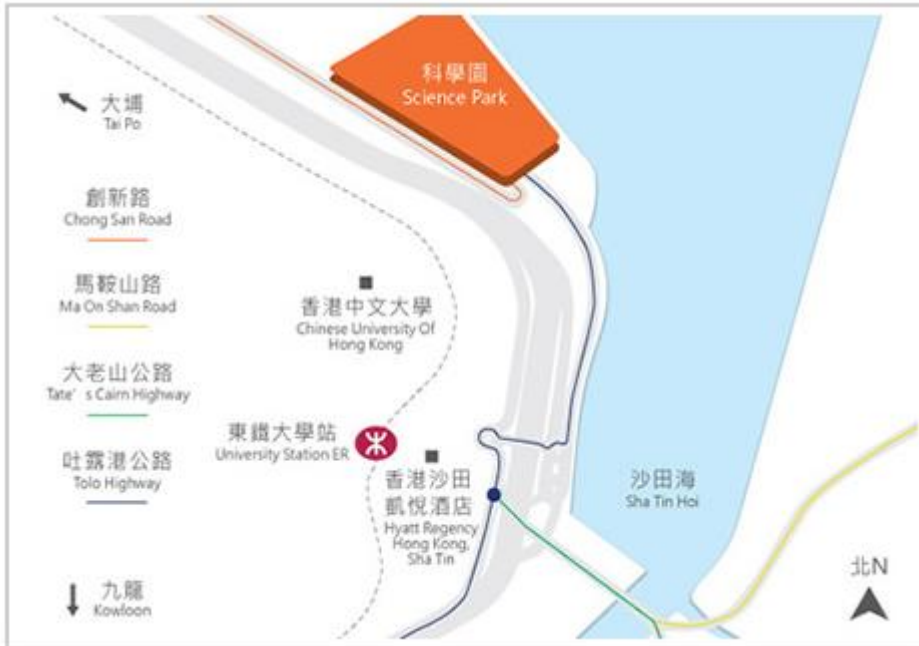 科學園
Science Park
大埔
Tai Po
創新路
Chong San Road
馬鞍山路
Ma On Shan Road
香港中文大學
Chinese University Of
Hong Kong
大老山公路
Tate's Cairn Highway
東鐵大學站
University Station ER
吐露港公路
Tolo Highway
香港沙田
凱悅酒店
Hyatt Regency
Hong Kong,
Sha Tin
沙田海
Sha Tin Hoi
九龍
Kowloon
北N